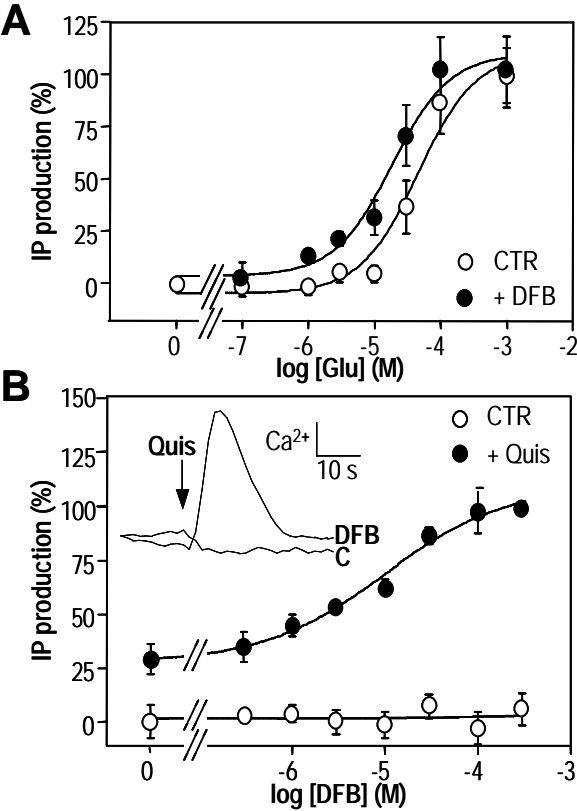 A
125
100
75
50
25
0
IP production (%)
CTR
+ DFB
0 -7 -6 -5 -4 -3 -2
log [Glu] (M)
B
150
125
100
75
50
25
0
IP production (%)
CTR
+ Quis
Quis
Ca2+
10 s
DFB
C
0 -6 -5 -4 -3
log [DFB] (M)